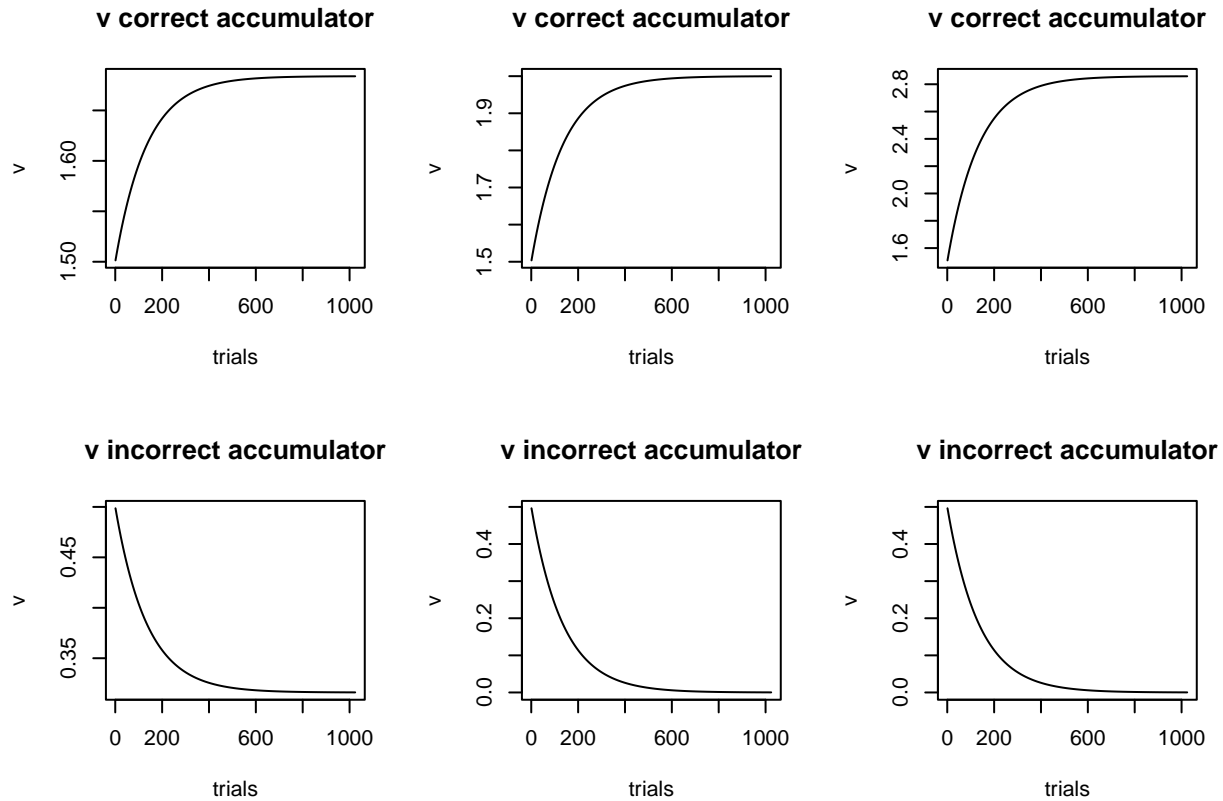 v correct accumulator
v
1.50
1.60
0
200
600
1000
trials
v correct accumulator
v
1.5
1.7
1.9
0
200
600
1000
trials
v correct accumulator
v
1.6
2.0
2.4
2.8
0
200
600
1000
trials
v incorrect accumulator
v
0.35
0.45
0
200
600
1000
trials
v incorrect accumulator
v
0.0
0.2
0.4
0
200
600
1000
trials
v incorrect accumulator
v
0.0
0.2
0.4
0
200
600
1000
trials